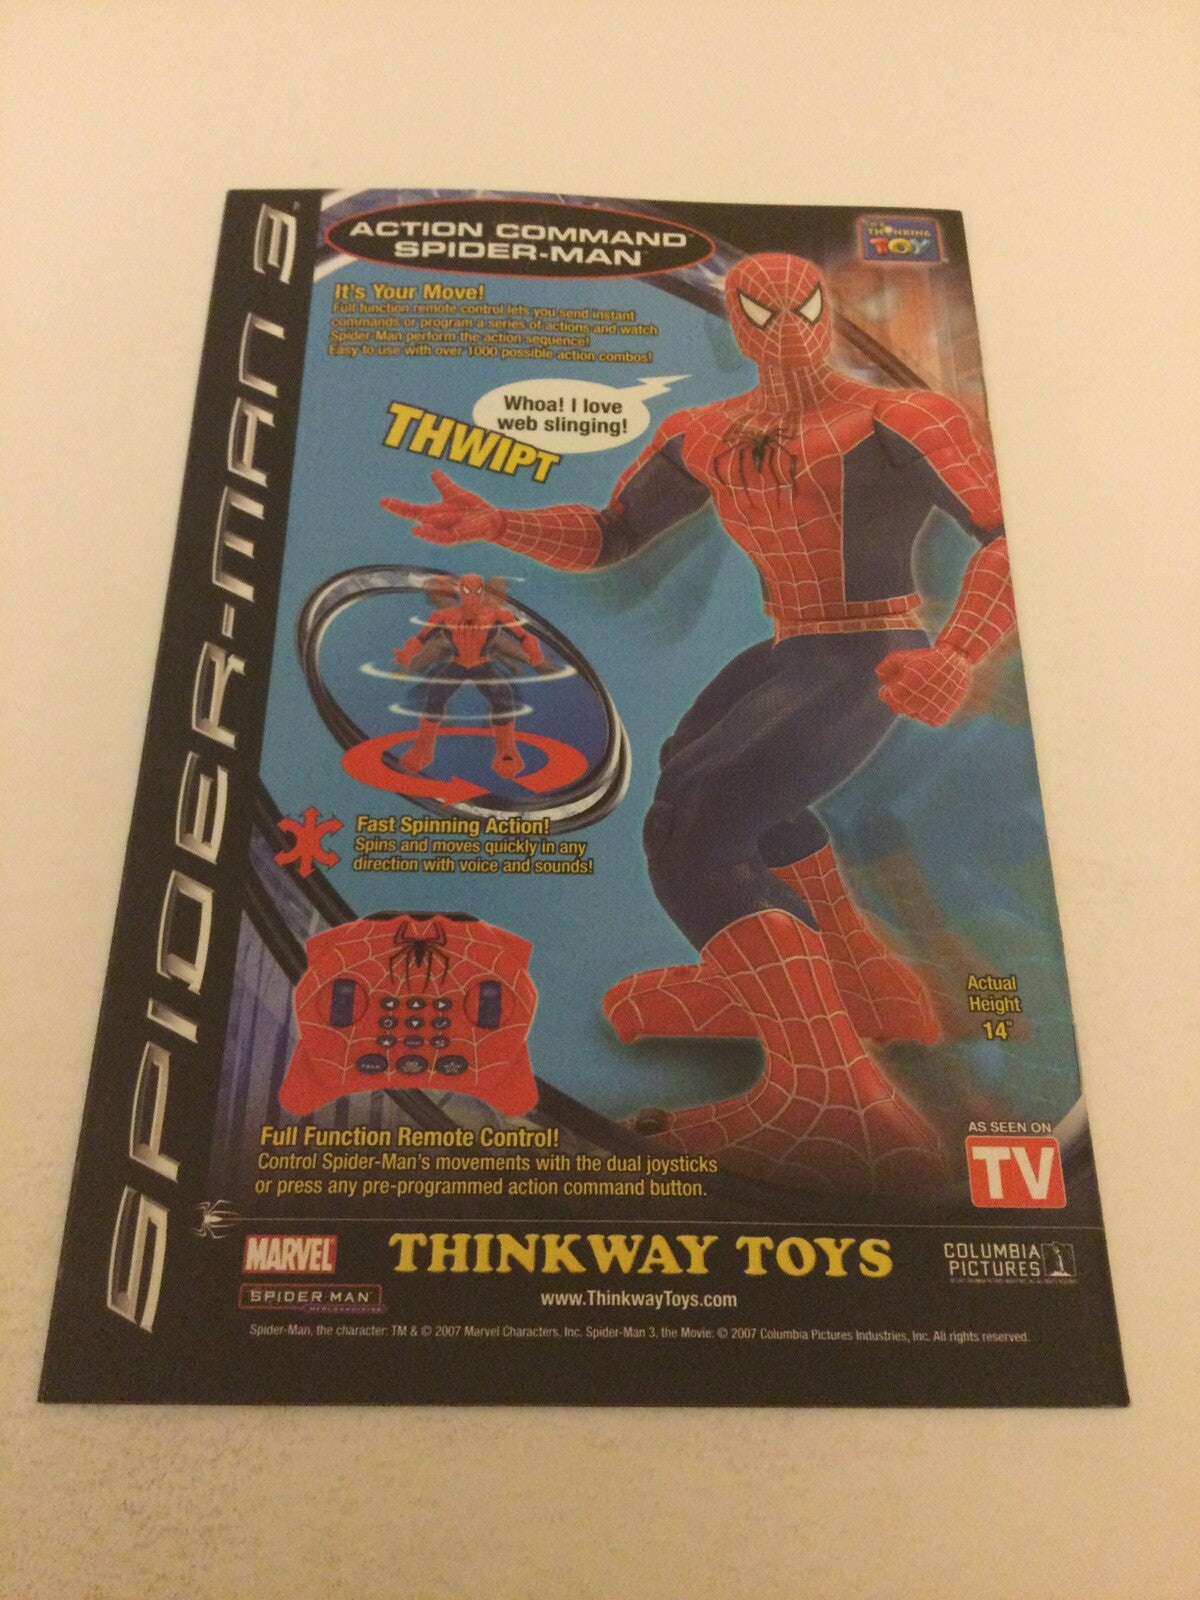 SPIDER-MAN 3
ACTION COMMAND
SPIDER-MAN
IT'S A
THINKING
TOY
It's Your Move!
Full function remote control lets you send instant
commands or program a series of actions and watch
Spider-Man perform the action sequence!
Easy to use with over 1000 possible action combos!
Whoa! I love
web slinging!
THWIPT
Fast Spinning Action!
Spins and moves quickly in any
direction with voice and sounds!
TALK
GO
Actual
Height
14"
Full Function Remote Control!
Control Spider-Man's movements with the dual joysticks
or press any pre-programmed action command button.
AS SEEN ON
TV
MARVEL
SPIDER MAN
MERCHANDISING
THINKWAY TOYS
www.ThinkwayToys.com
COLUMBIA
PICTURES
Spider-Man, the character: TM & © 2007 Marvel Characters, Inc. Spider-Man 3, the Movie: © 2007 Columbia Pictures Industries, Inc. All rights reserved.